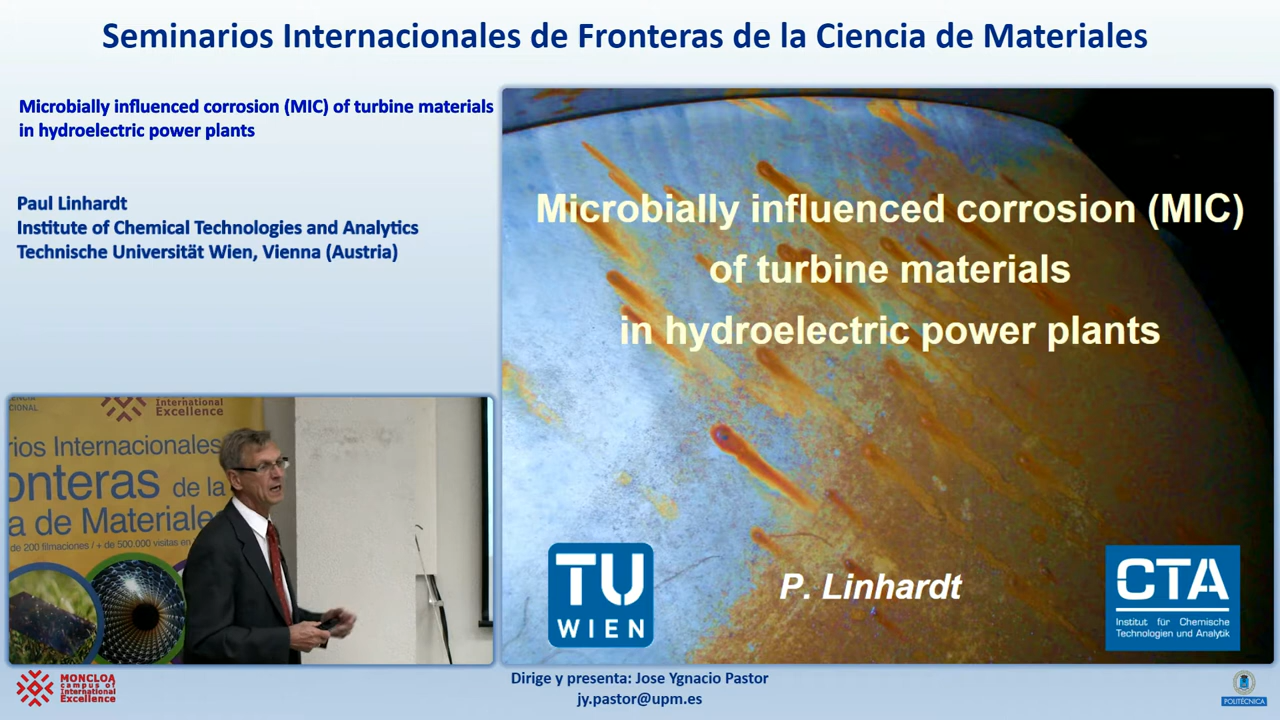 Seminarios Internacionales de Fronteras de la Ciencia de Materiales
Microbially influenced corrosion (MIC) of turbine materials
in hydroelectric power plants
Paul Linhardt
Institute of Chemical Technologies and Analytics
Technische Universität Wien, Vienna (Austria)
Microbially influenced corrosion (MIC)
of turbine materials
in hydroelectric power plants
TU
WIEN
P. Linhardt
CTA
Institut für Chemische
Technologien und Analytik
CIONAL
International
Excellence
rios Internacionales
onteras de la
a de Materiale
de 200 filmaciones / + de 500.000 visitas en
MONCLOA
campus of
International
Excellence
Dirige y presenta: Jose Ygnacio Pastor
jy.pastor@upm.es
POLITÉCNICA